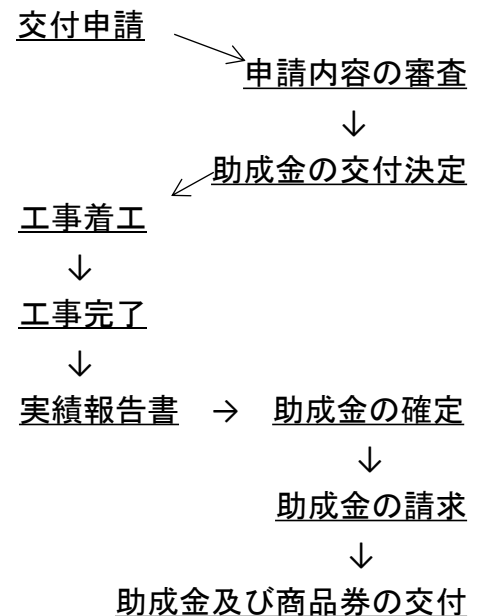 交付申請
申請内容の審査
↓
助成金の交付決定
工事着工
↓
工事完了
↓
実績報告書 → 助成金の確定
↓
助成金の請求
↓
助成金及び商品券の交付